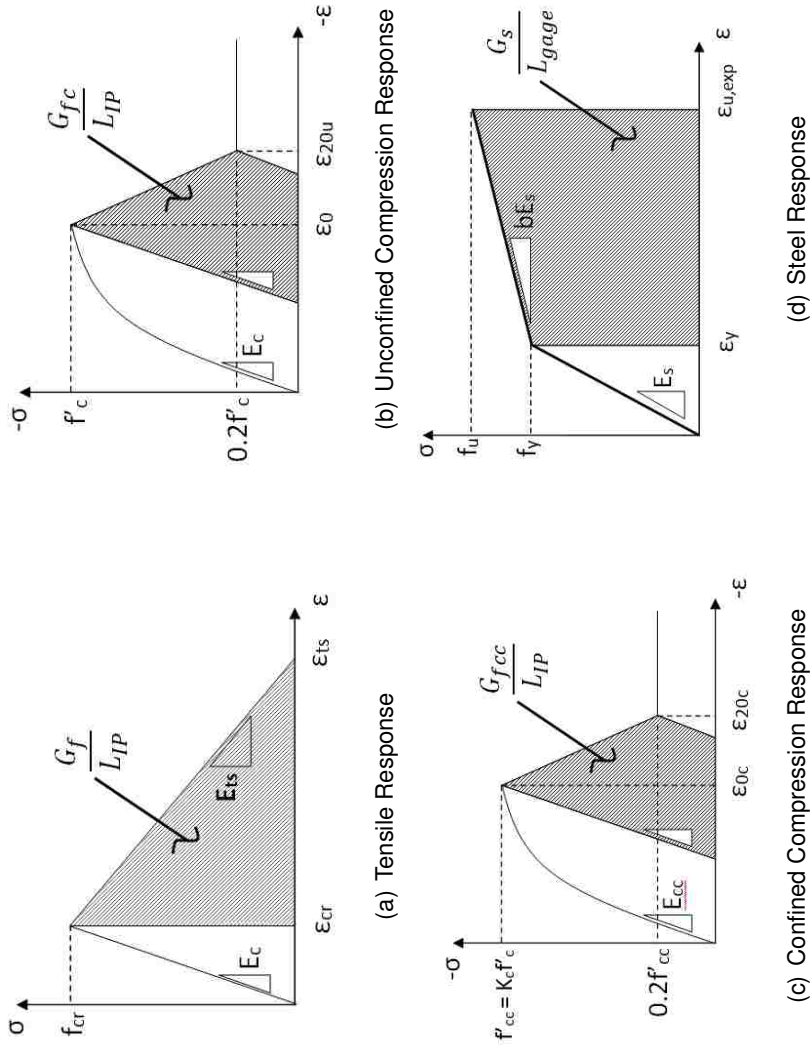 σ
f_cr
E_c
G_f
L_IP
E_ts
ε_cr
ε_ts
ε
(a) Tensile Response
-σ
f'_c
0.2f'_c
E_c
G_fc
L_IP
ε_0
ε_20u
-ε
(b) Unconfined Compression Response
-σ
f'_cc = K_c f'_c
0.2f'_cc
E_cc
G_fcc
L_IP
ε_0c
ε_20c
-ε
(c) Confined Compression Response
σ
f_u
f_y
E_s
bE_s
G_s
L_gage
ε_y
ε_u,exp
ε
(d) Steel Response